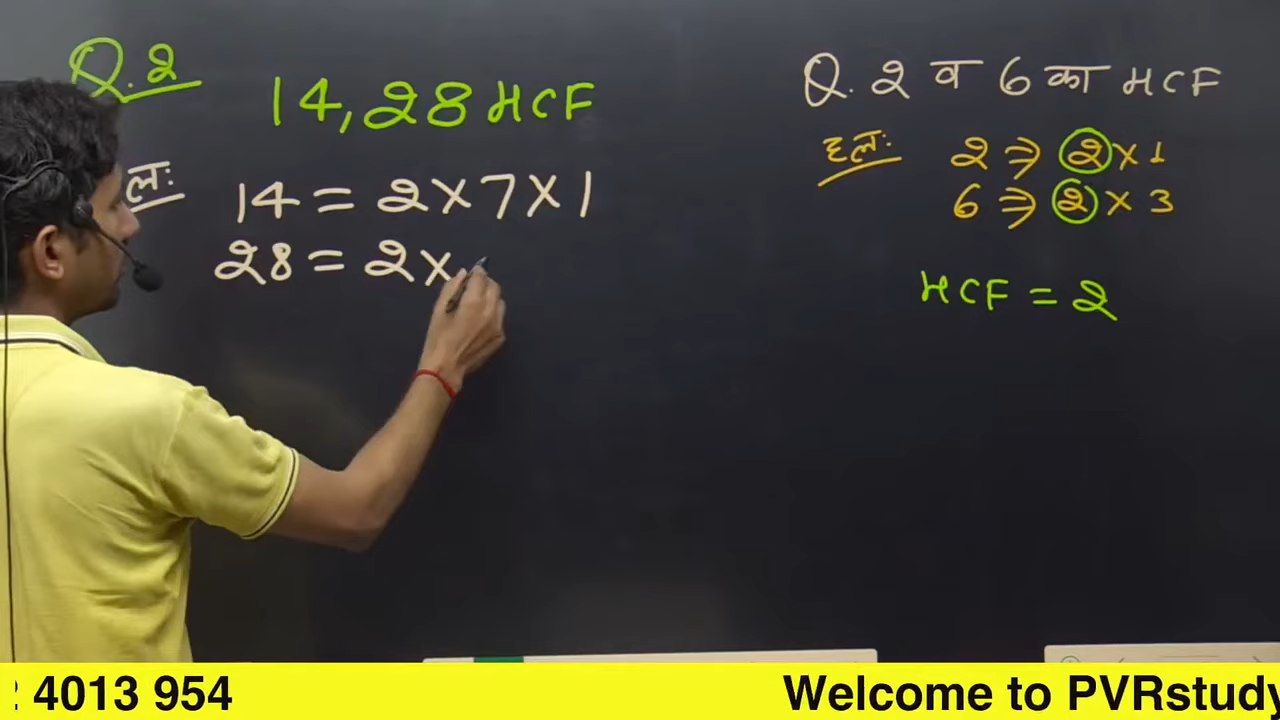 Q. 2
14, 28 HCF
लः
14 = 2 × 7 × 1
28 = 2 ×
Q. 2 व 6 का HCF
हलः
2 ⇒ 2 × 1
6 ⇒ 2 × 3
HCF = 2
4013 954
Welcome to PVRstudy